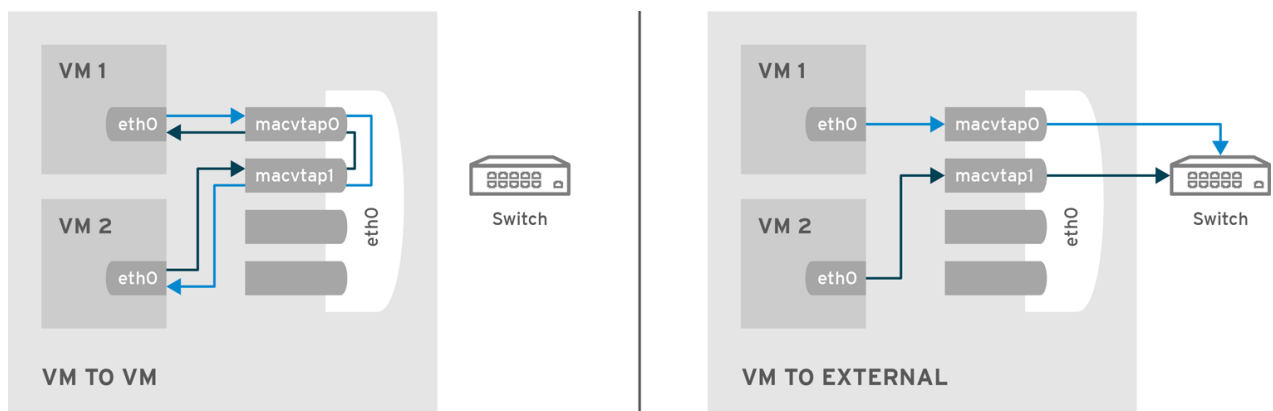 VM 1
eth0
macvtap0
macvtap1
VM 2
eth0
eth0
Switch
VM TO VM
VM 1
eth0
macvtap0
macvtap1
VM 2
eth0
eth0
Switch
VM TO EXTERNAL